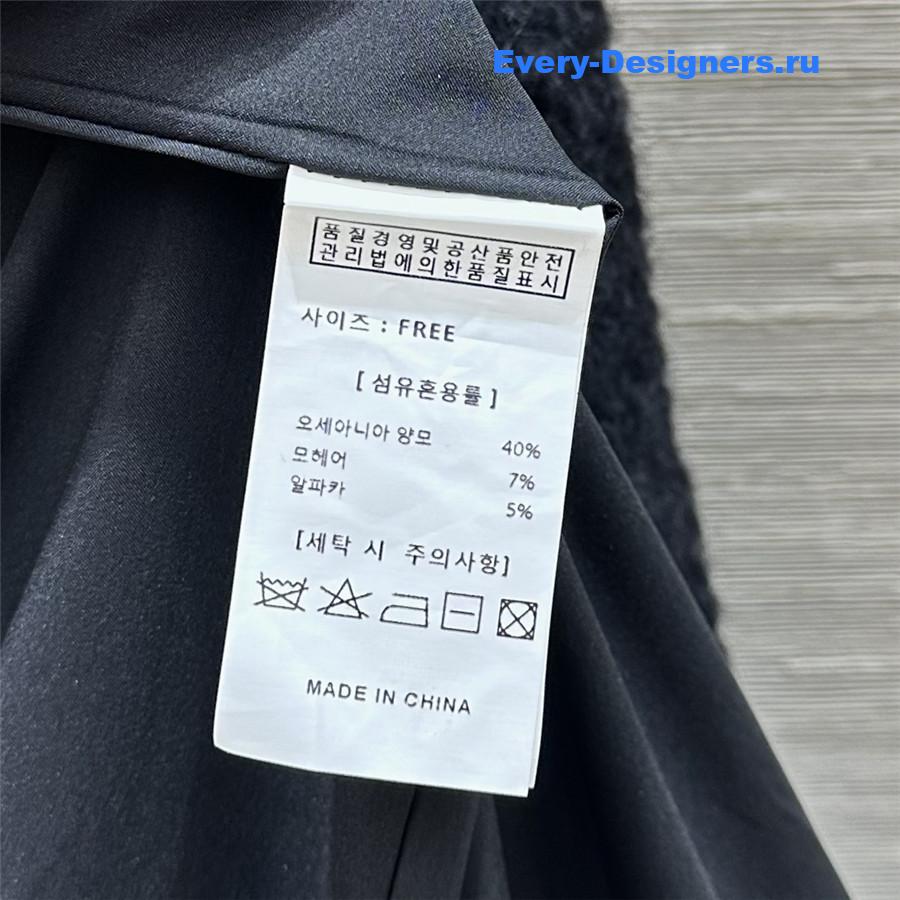 Every-Designers.ru
품질경영및공산품안전
관리법에의한품질표시
사이즈 : FREE
[ 섬유혼용률 ]
오세아니아 양모 40%
모헤어 7%
알파카 5%
[세탁 시 주의사항]
MADE IN CHINA